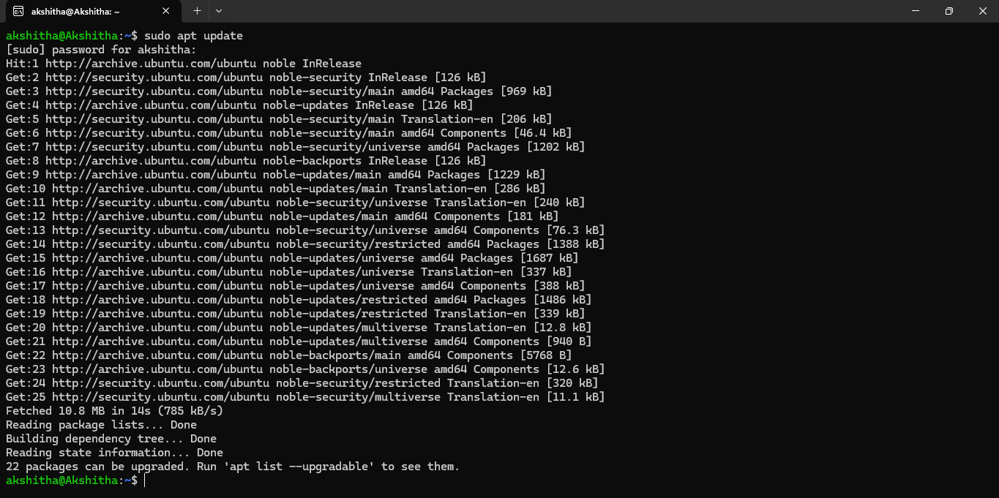 akshitha@Akshitha: ~
akshitha@Akshitha:~$ sudo apt update
[sudo] password for akshitha:
Hit:1 http://archive.ubuntu.com/ubuntu noble InRelease
Get:2 http://security.ubuntu.com/ubuntu noble-security InRelease [126 kB]
Get:3 http://security.ubuntu.com/ubuntu noble-security/main amd64 Packages [969 kB]
Get:4 http://archive.ubuntu.com/ubuntu noble-updates InRelease [126 kB]
Get:5 http://security.ubuntu.com/ubuntu noble-security/main Translation-en [206 kB]
Get:6 http://security.ubuntu.com/ubuntu noble-security/main amd64 Components [46.4 kB]
Get:7 http://security.ubuntu.com/ubuntu noble-security/universe amd64 Packages [1202 kB]
Get:8 http://archive.ubuntu.com/ubuntu noble-backports InRelease [126 kB]
Get:9 http://archive.ubuntu.com/ubuntu noble-updates/main amd64 Packages [1229 kB]
Get:10 http://archive.ubuntu.com/ubuntu noble-updates/main Translation-en [286 kB]
Get:11 http://security.ubuntu.com/ubuntu noble-security/universe Translation-en [240 kB]
Get:12 http://archive.ubuntu.com/ubuntu noble-updates/main amd64 Components [181 kB]
Get:13 http://security.ubuntu.com/ubuntu noble-security/universe amd64 Components [76.3 kB]
Get:14 http://security.ubuntu.com/ubuntu noble-security/restricted amd64 Packages [1388 kB]
Get:15 http://archive.ubuntu.com/ubuntu noble-updates/universe amd64 Packages [1687 kB]
Get:16 http://archive.ubuntu.com/ubuntu noble-updates/universe Translation-en [337 kB]
Get:17 http://archive.ubuntu.com/ubuntu noble-updates/universe amd64 Components [388 kB]
Get:18 http://archive.ubuntu.com/ubuntu noble-updates/restricted amd64 Packages [1486 kB]
Get:19 http://archive.ubuntu.com/ubuntu noble-updates/restricted Translation-en [339 kB]
Get:20 http://archive.ubuntu.com/ubuntu noble-updates/multiverse Translation-en [12.8 kB]
Get:21 http://archive.ubuntu.com/ubuntu noble-updates/multiverse amd64 Components [940 B]
Get:22 http://archive.ubuntu.com/ubuntu noble-backports/main amd64 Components [5768 B]
Get:23 http://archive.ubuntu.com/ubuntu noble-backports/universe amd64 Components [12.6 kB]
Get:24 http://security.ubuntu.com/ubuntu noble-security/restricted Translation-en [320 kB]
Get:25 http://security.ubuntu.com/ubuntu noble-security/multiverse Translation-en [11.1 kB]
Fetched 10.8 MB in 14s (785 kB/s)
Reading package lists... Done
Building dependency tree... Done
Reading state information... Done
22 packages can be upgraded. Run 'apt list --upgradable' to see them.
akshitha@Akshitha:~$